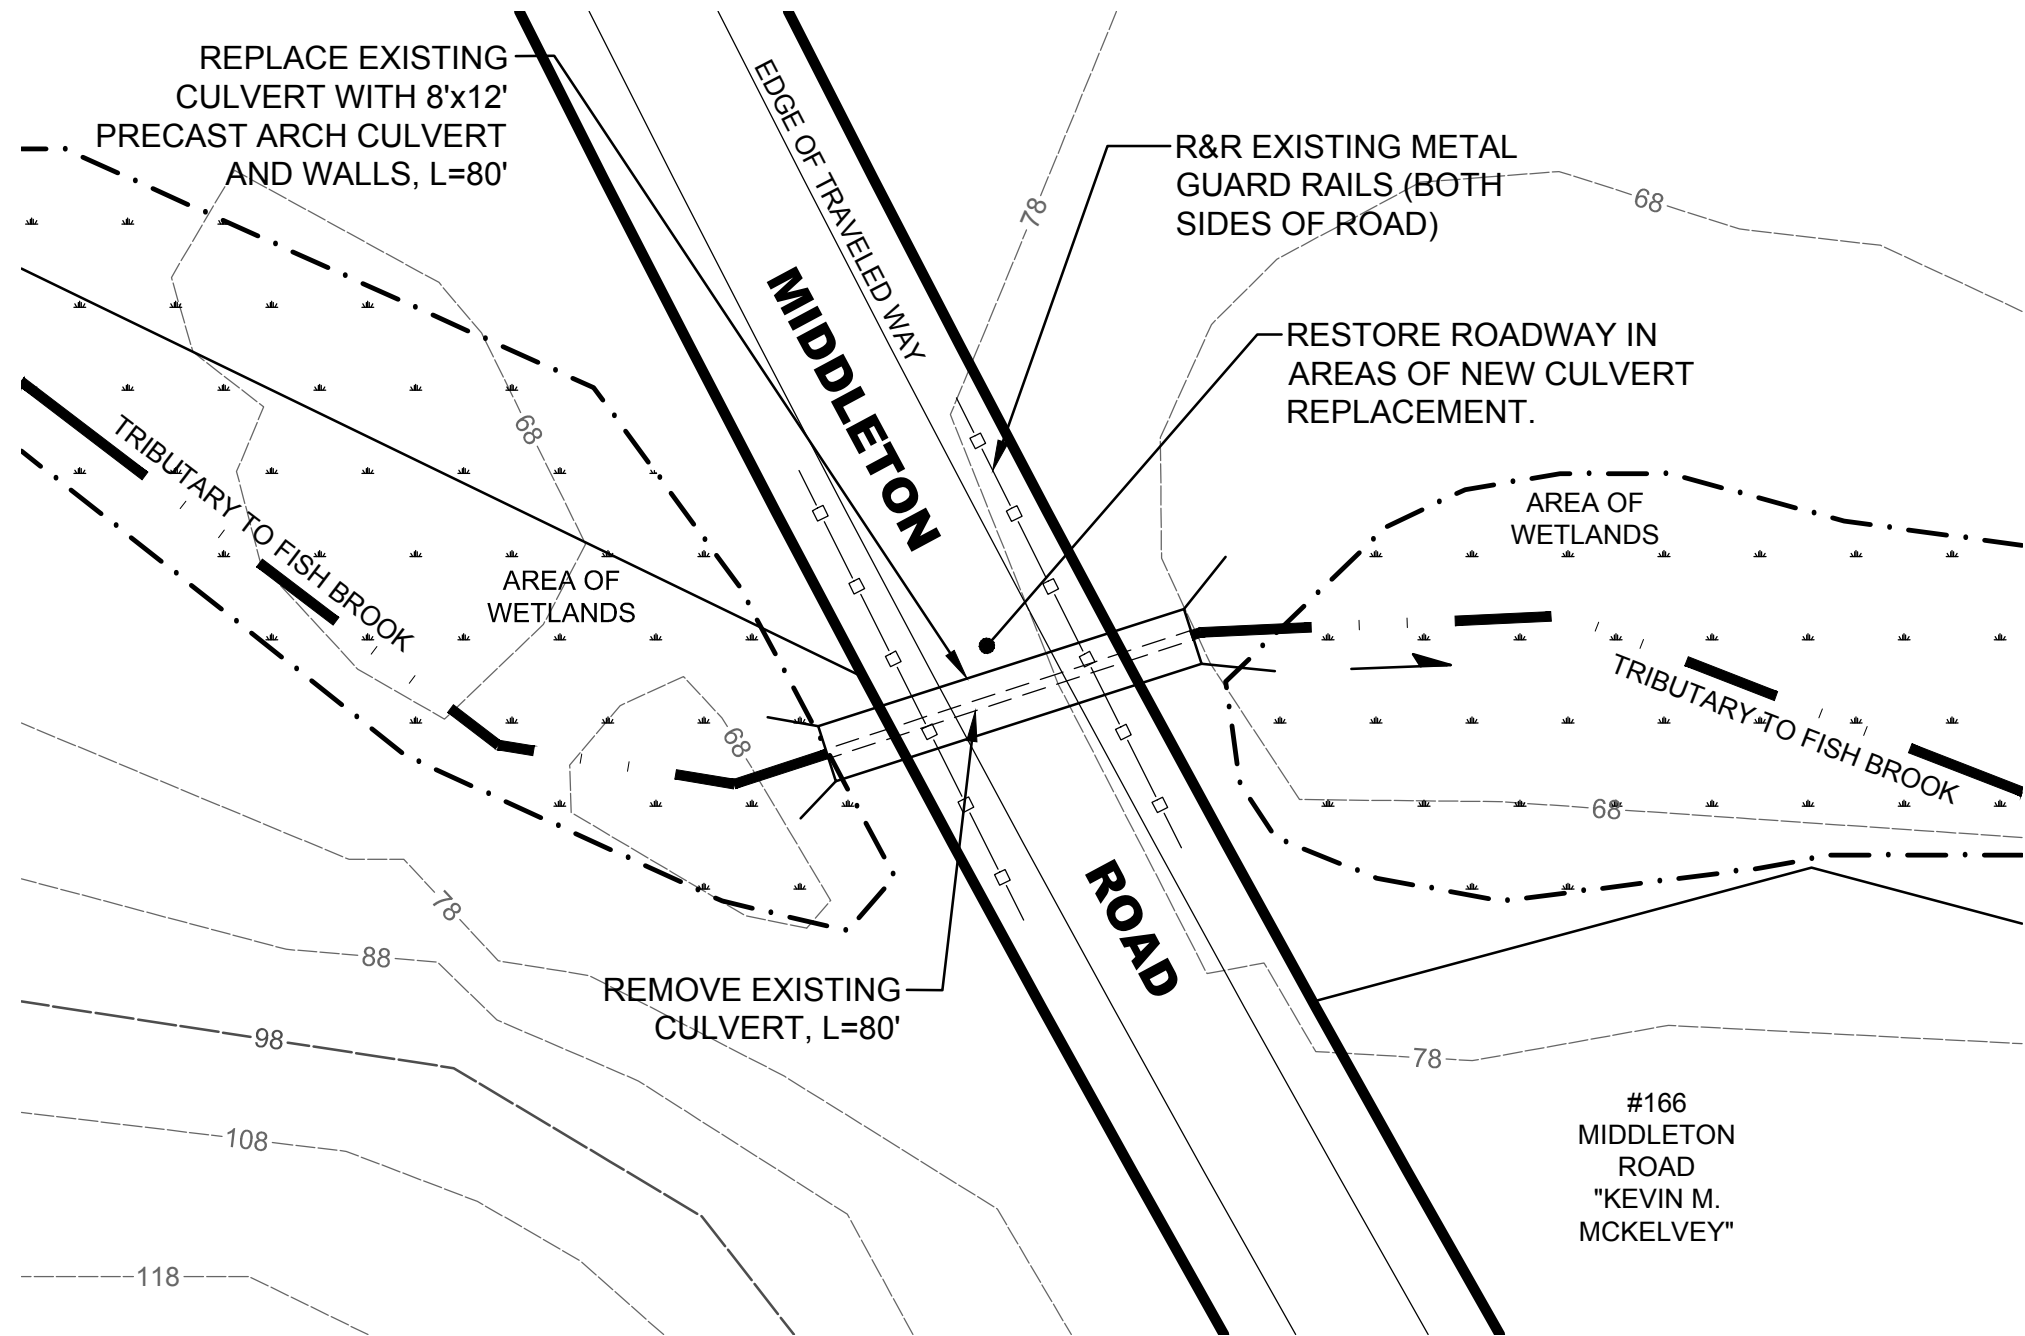 REPLACE EXISTING
CULVERT WITH 8'x12'
PRECAST ARCH CULVERT
AND WALLS, L=80'
EDGE OF TRAVELED WAY
78
R&R EXISTING METAL
GUARD RAILS (BOTH
SIDES OF ROAD)
68
MIDDLETON
RESTORE ROADWAY IN
AREAS OF NEW CULVERT
REPLACEMENT.
68
TRIBUTARY TO FISH BROOK
AREA OF
WETLANDS
AREA OF
WETLANDS
TRIBUTARY TO FISH BROOK
68
68
78
88
ROAD
REMOVE EXISTING
CULVERT, L=80'
98
78
108
118
#166
MIDDLETON
ROAD
"KEVIN M.
MCKELVEY"